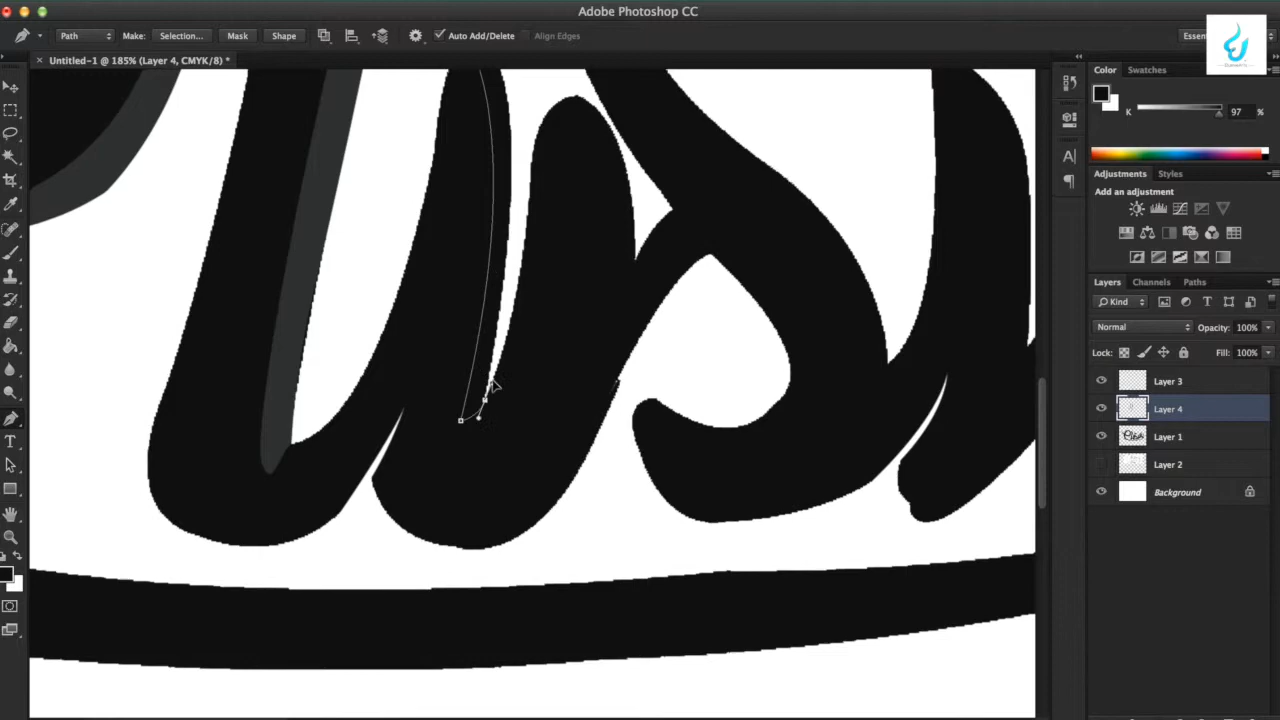 Adobe Photoshop CC
Path
Make:
Selection...
Mask
Shape
Auto Add/Delete
Align Edges
Essen
Untitled-1 @ 185% (Layer 4, CMYK/8) *
Color
Swatches
K
97
%
Adjustments
Styles
Add an adjustment
Layers
Channels
Paths
Kind
Normal
Opacity:
100%
Lock:
Fill:
100%
Layer 3
Layer 4
Layer 1
Layer 2
Background